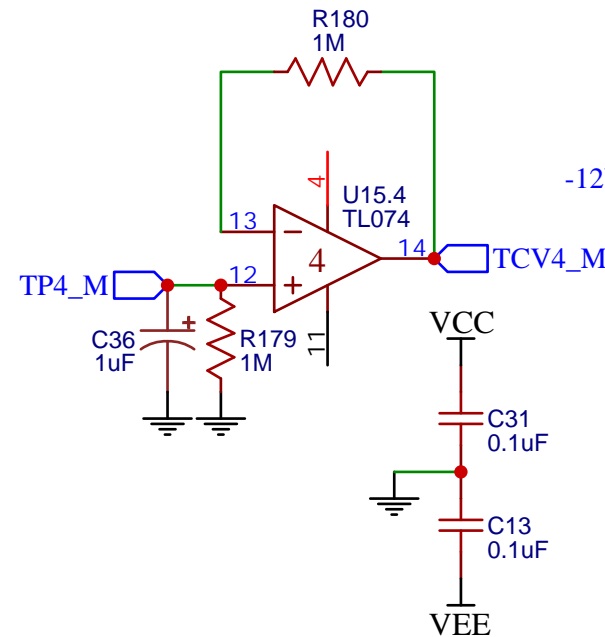 R180
1M
4
-12
U15.4
TL074
13
−
4
14
TCV4_M
TP4_M
12
+
+
C36
1uF
R179
1M
11
VCC
C31
0.1uF
C13
0.1uF
VEE